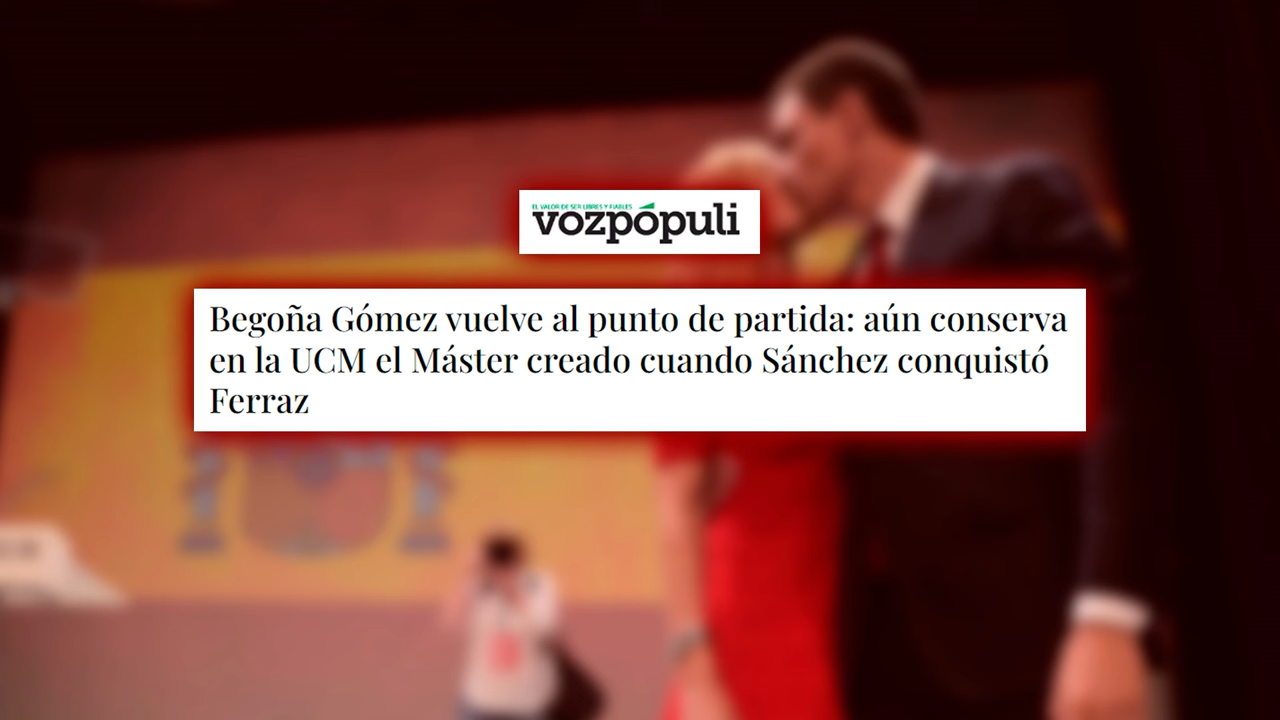 EL VALOR DE SER LIBRES Y FIABLES
vozpópuli
Begoña Gómez vuelve al punto de partida: aún conserva
en la UCM el Máster creado cuando Sánchez conquistó
Ferraz